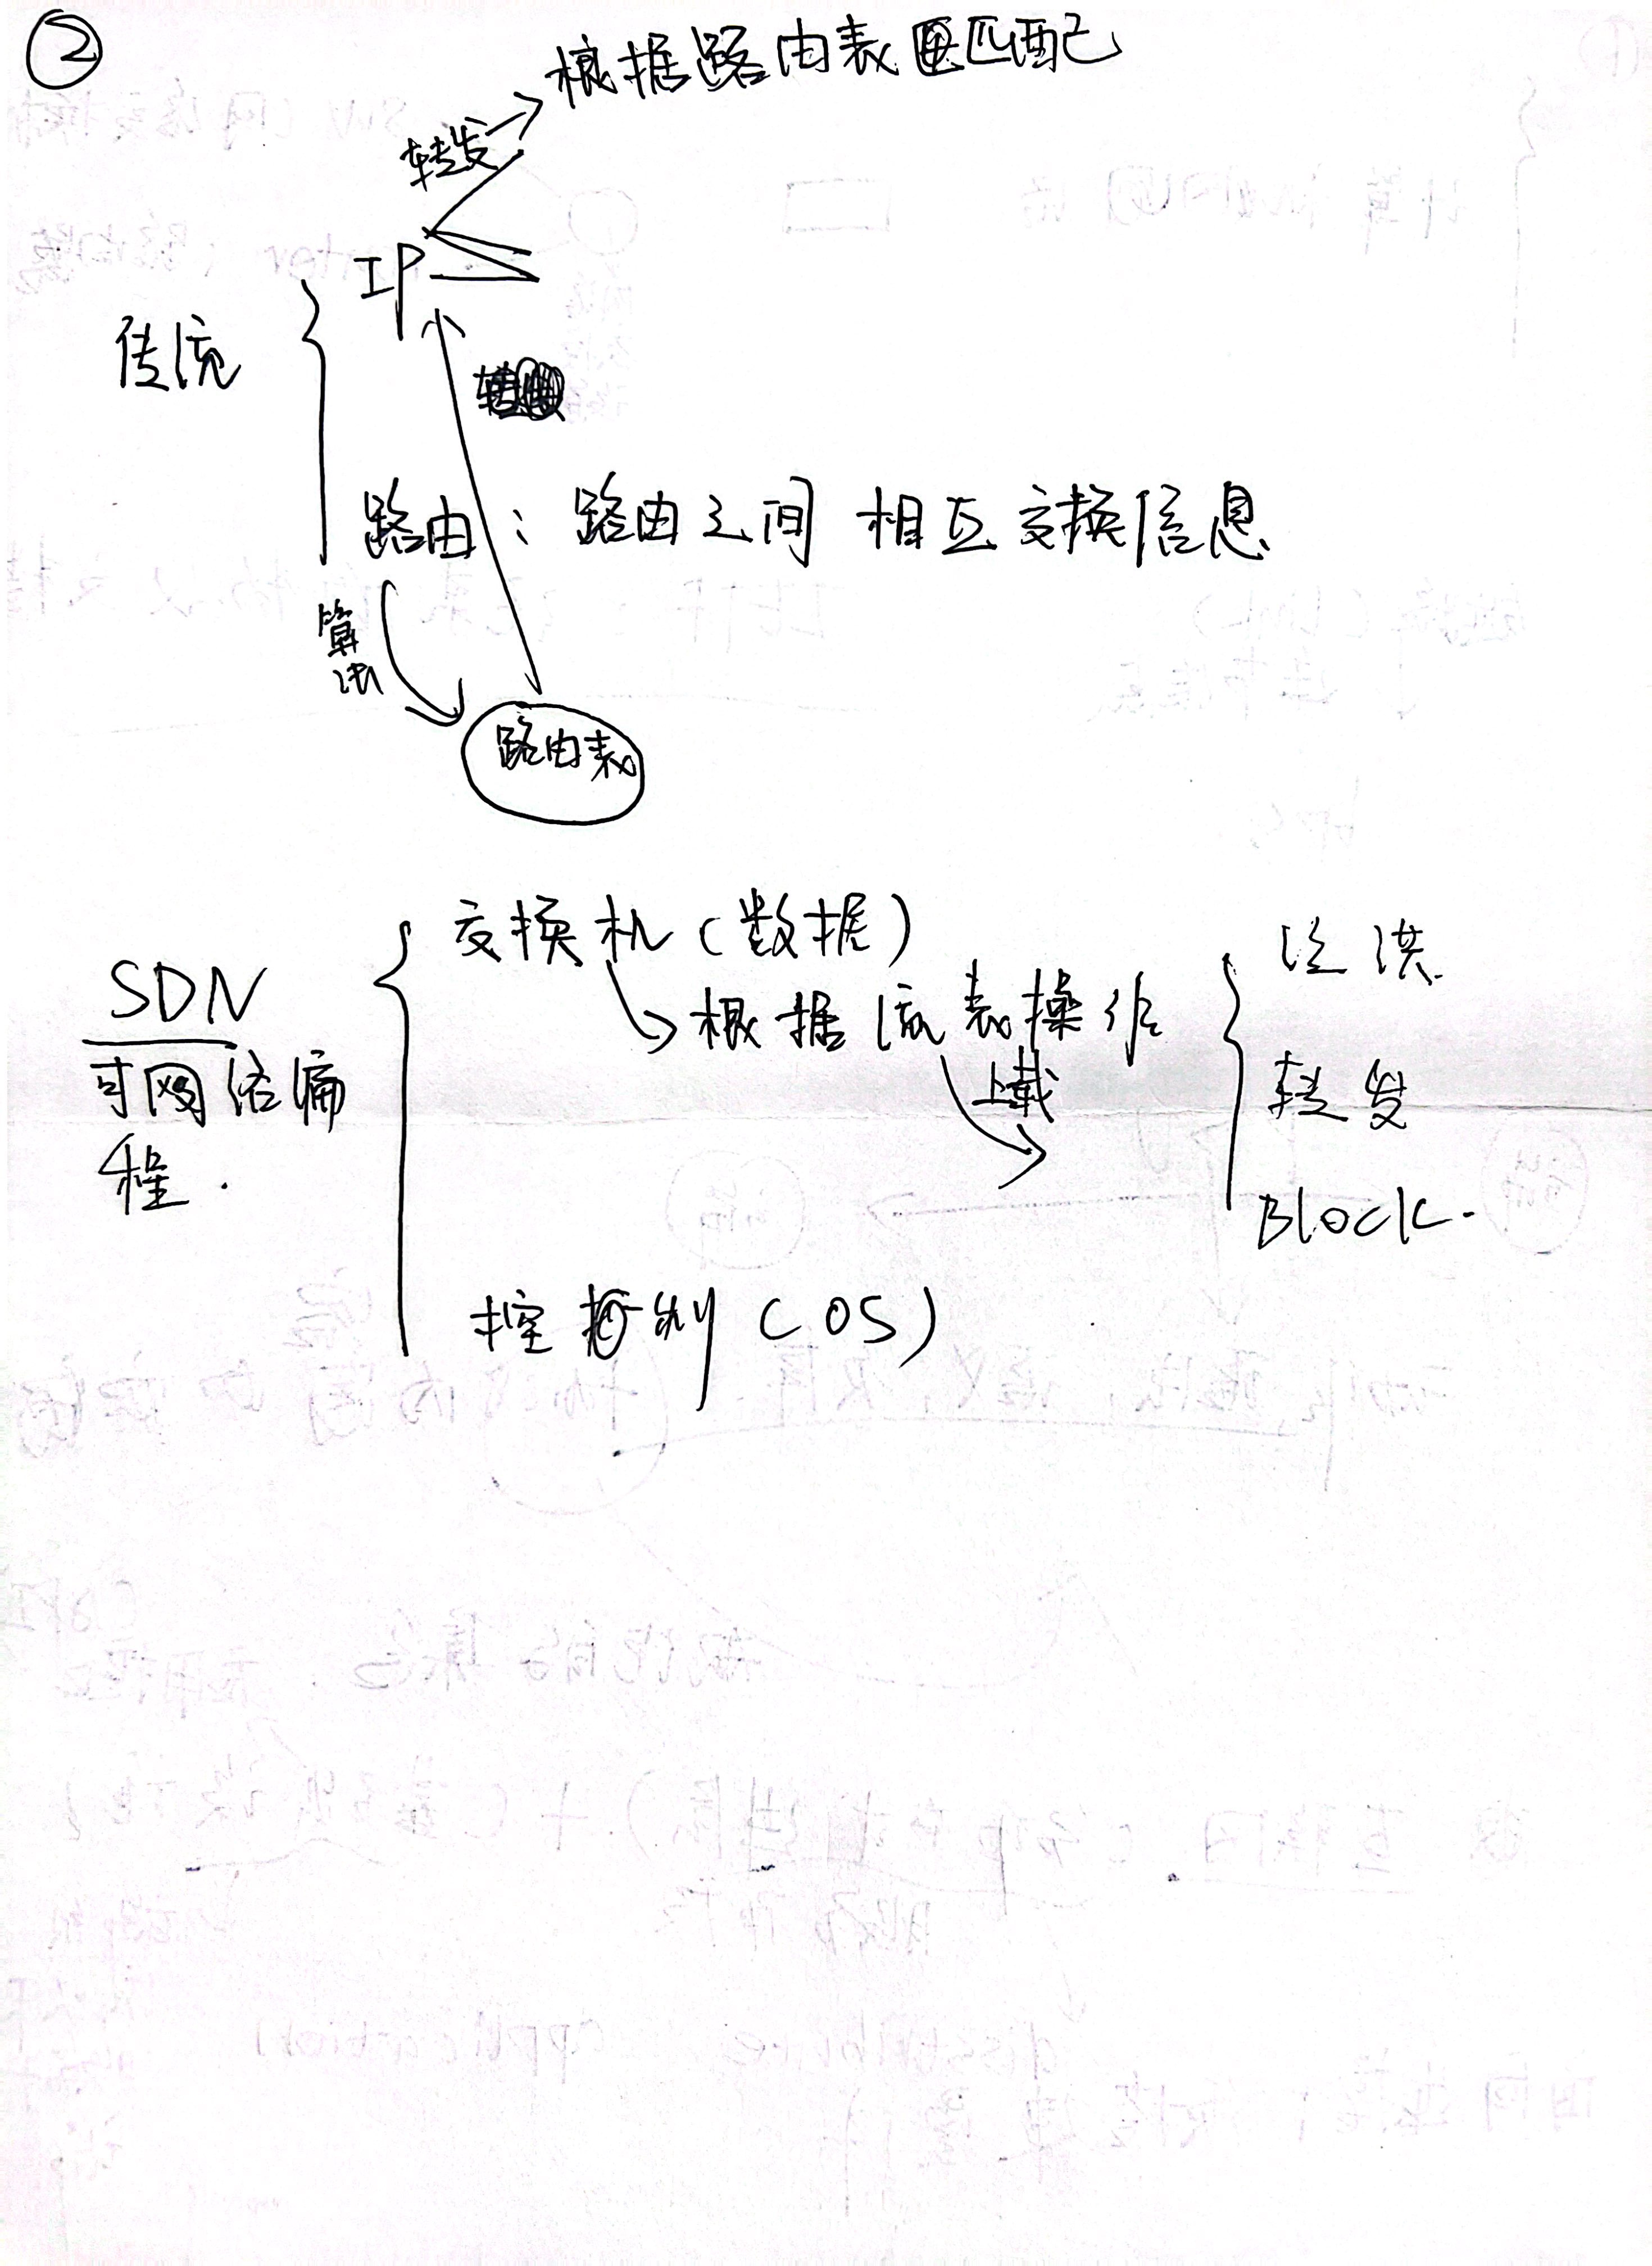 ②
根据路由表匹配
转发
IP
传统
路由：路由之间 相互交换信息
算法
路由表
交换机（数据）
泛洪
SDN
根据流表操作
可网络编
上载
转发
程.
Block.
控制（OS）